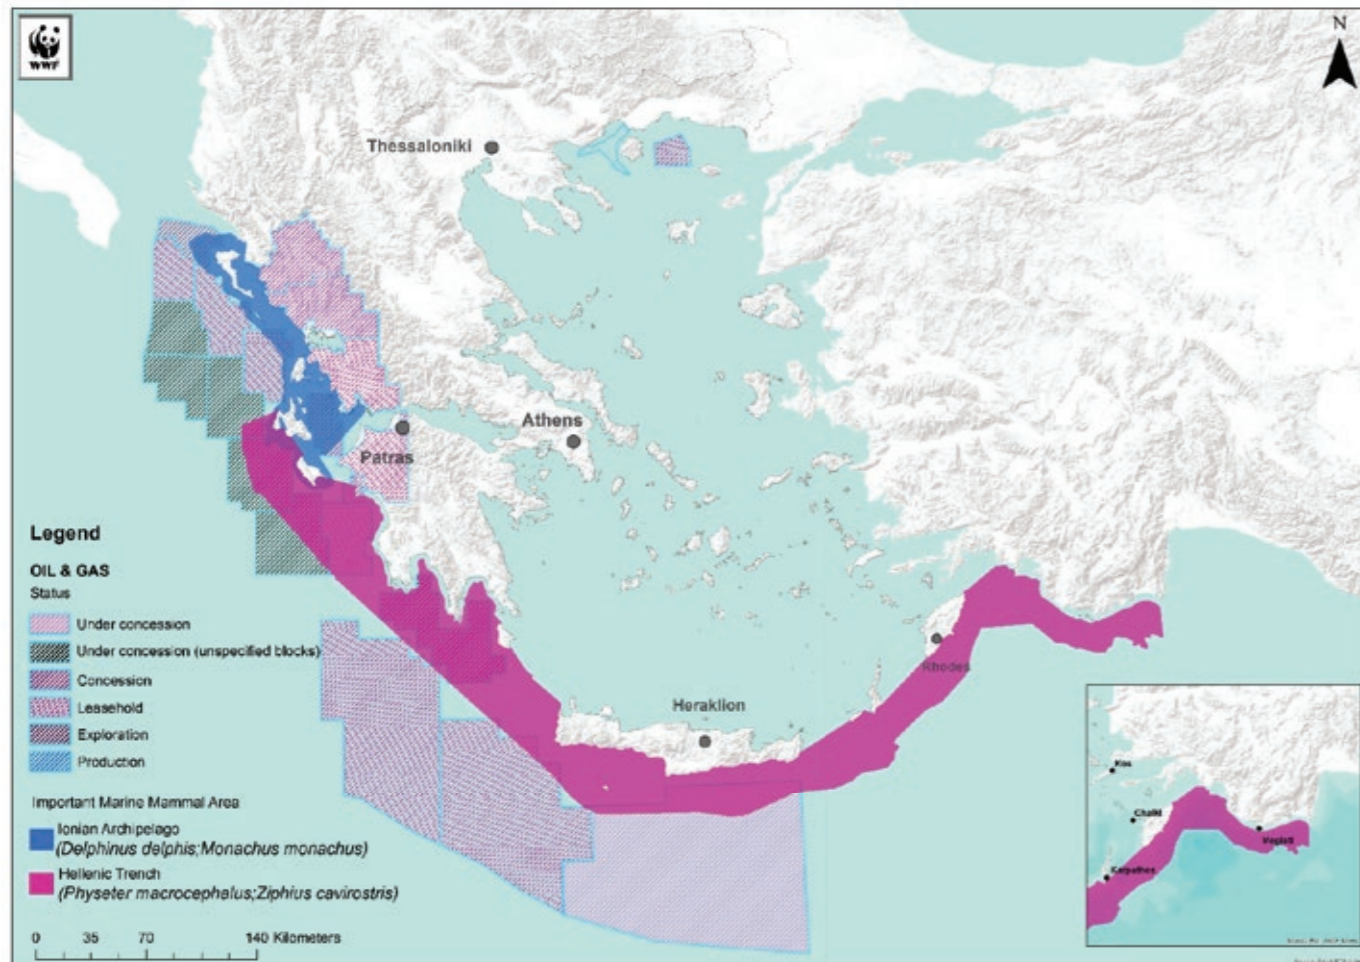 WWF
N
Thessaloniki
Athens
Patras
Rhodes
Heraklion
Legend
OIL & GAS
Status
Under concession
Under concession (unspecified blocks)
Concession
Leasehold
Exploration
Production
Important Marine Mammal Area
Ionian Archipelago
(Delphinus delphis;Monachus monachus)
Hellenic Trench
(Physeter macrocephalus;Ziphius cavirostris)
0 35 70 140 Kilometers
Kos
Chalki
Karpathos